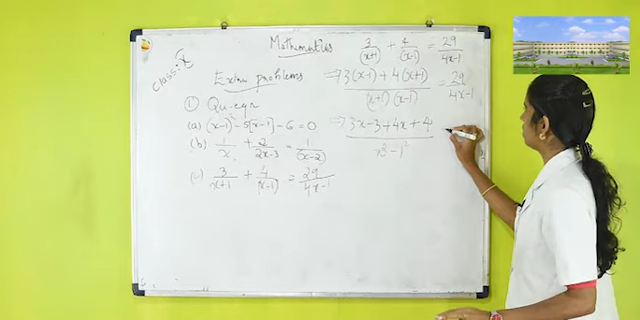 Mathematics
Class: X
Extra problems
① Qu-eqn
(a) (x-1)² - 5(x-1) - 6 = 0
(b) 1/x + 2/2x-3 = 1/(x-2)
(c) 3/x+1 + 4/(x-1) = 29/4x-1
3/(x+1) + 4/(x-1) = 29/4x-1
⇒ 3(x-1) + 4(x+1)/(x+1)(x-1) = 29/4x-1
⇒ 3x-3+4x+4/x²-1²